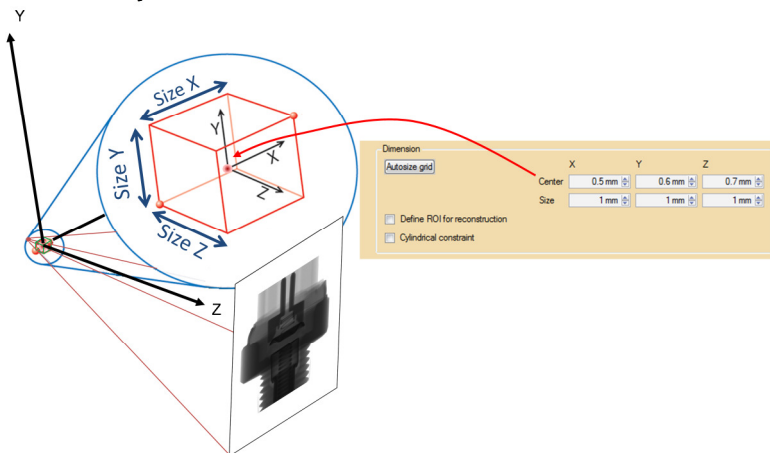 Y
Size X
Size Y
Y
X
Z
Size Z
Z
Dimension
Autosize grid
X Y Z
Center 0.5 mm 0.6 mm 0.7 mm
Size 1 mm 1 mm 1 mm
Define ROI for reconstruction
Cylindrical constraint